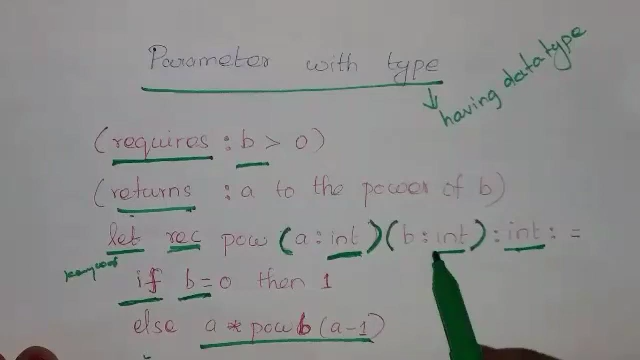 Parameter with type
having datatype
(requires : b > 0)
(returns : a to the power of b)
let rec pow (a : int) (b : int) : int : =
if b = 0 then 1
else a * pow b (a-1)